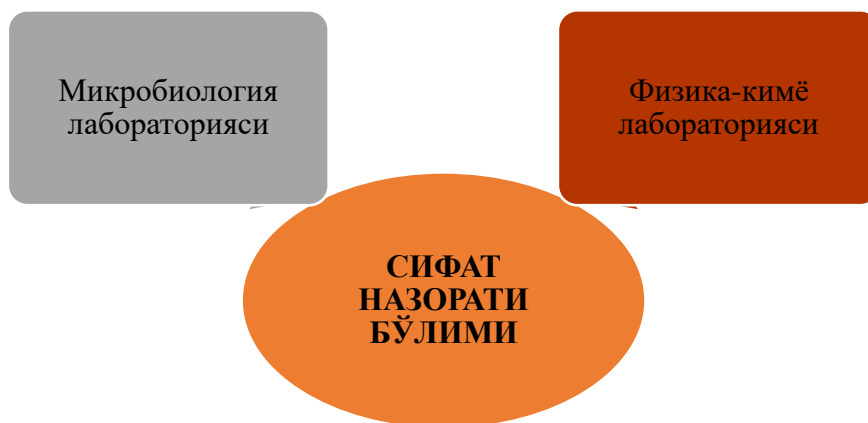 Микробиология
лабораторияси
Физика-кимё
лабораторияси
СИФАТ
НАЗОРАТИ
БЎЛИМИ